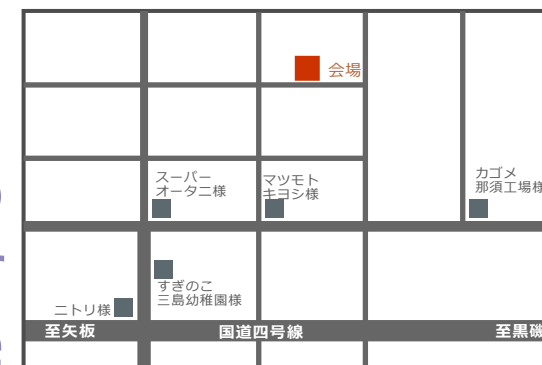 会場
スーパー
オータニ様
マツモト
キヨシ様
カゴメ
那須工場様
すぎのこ
三島幼稚園様
ニトリ様
至矢板
国道四号線
至黒磯